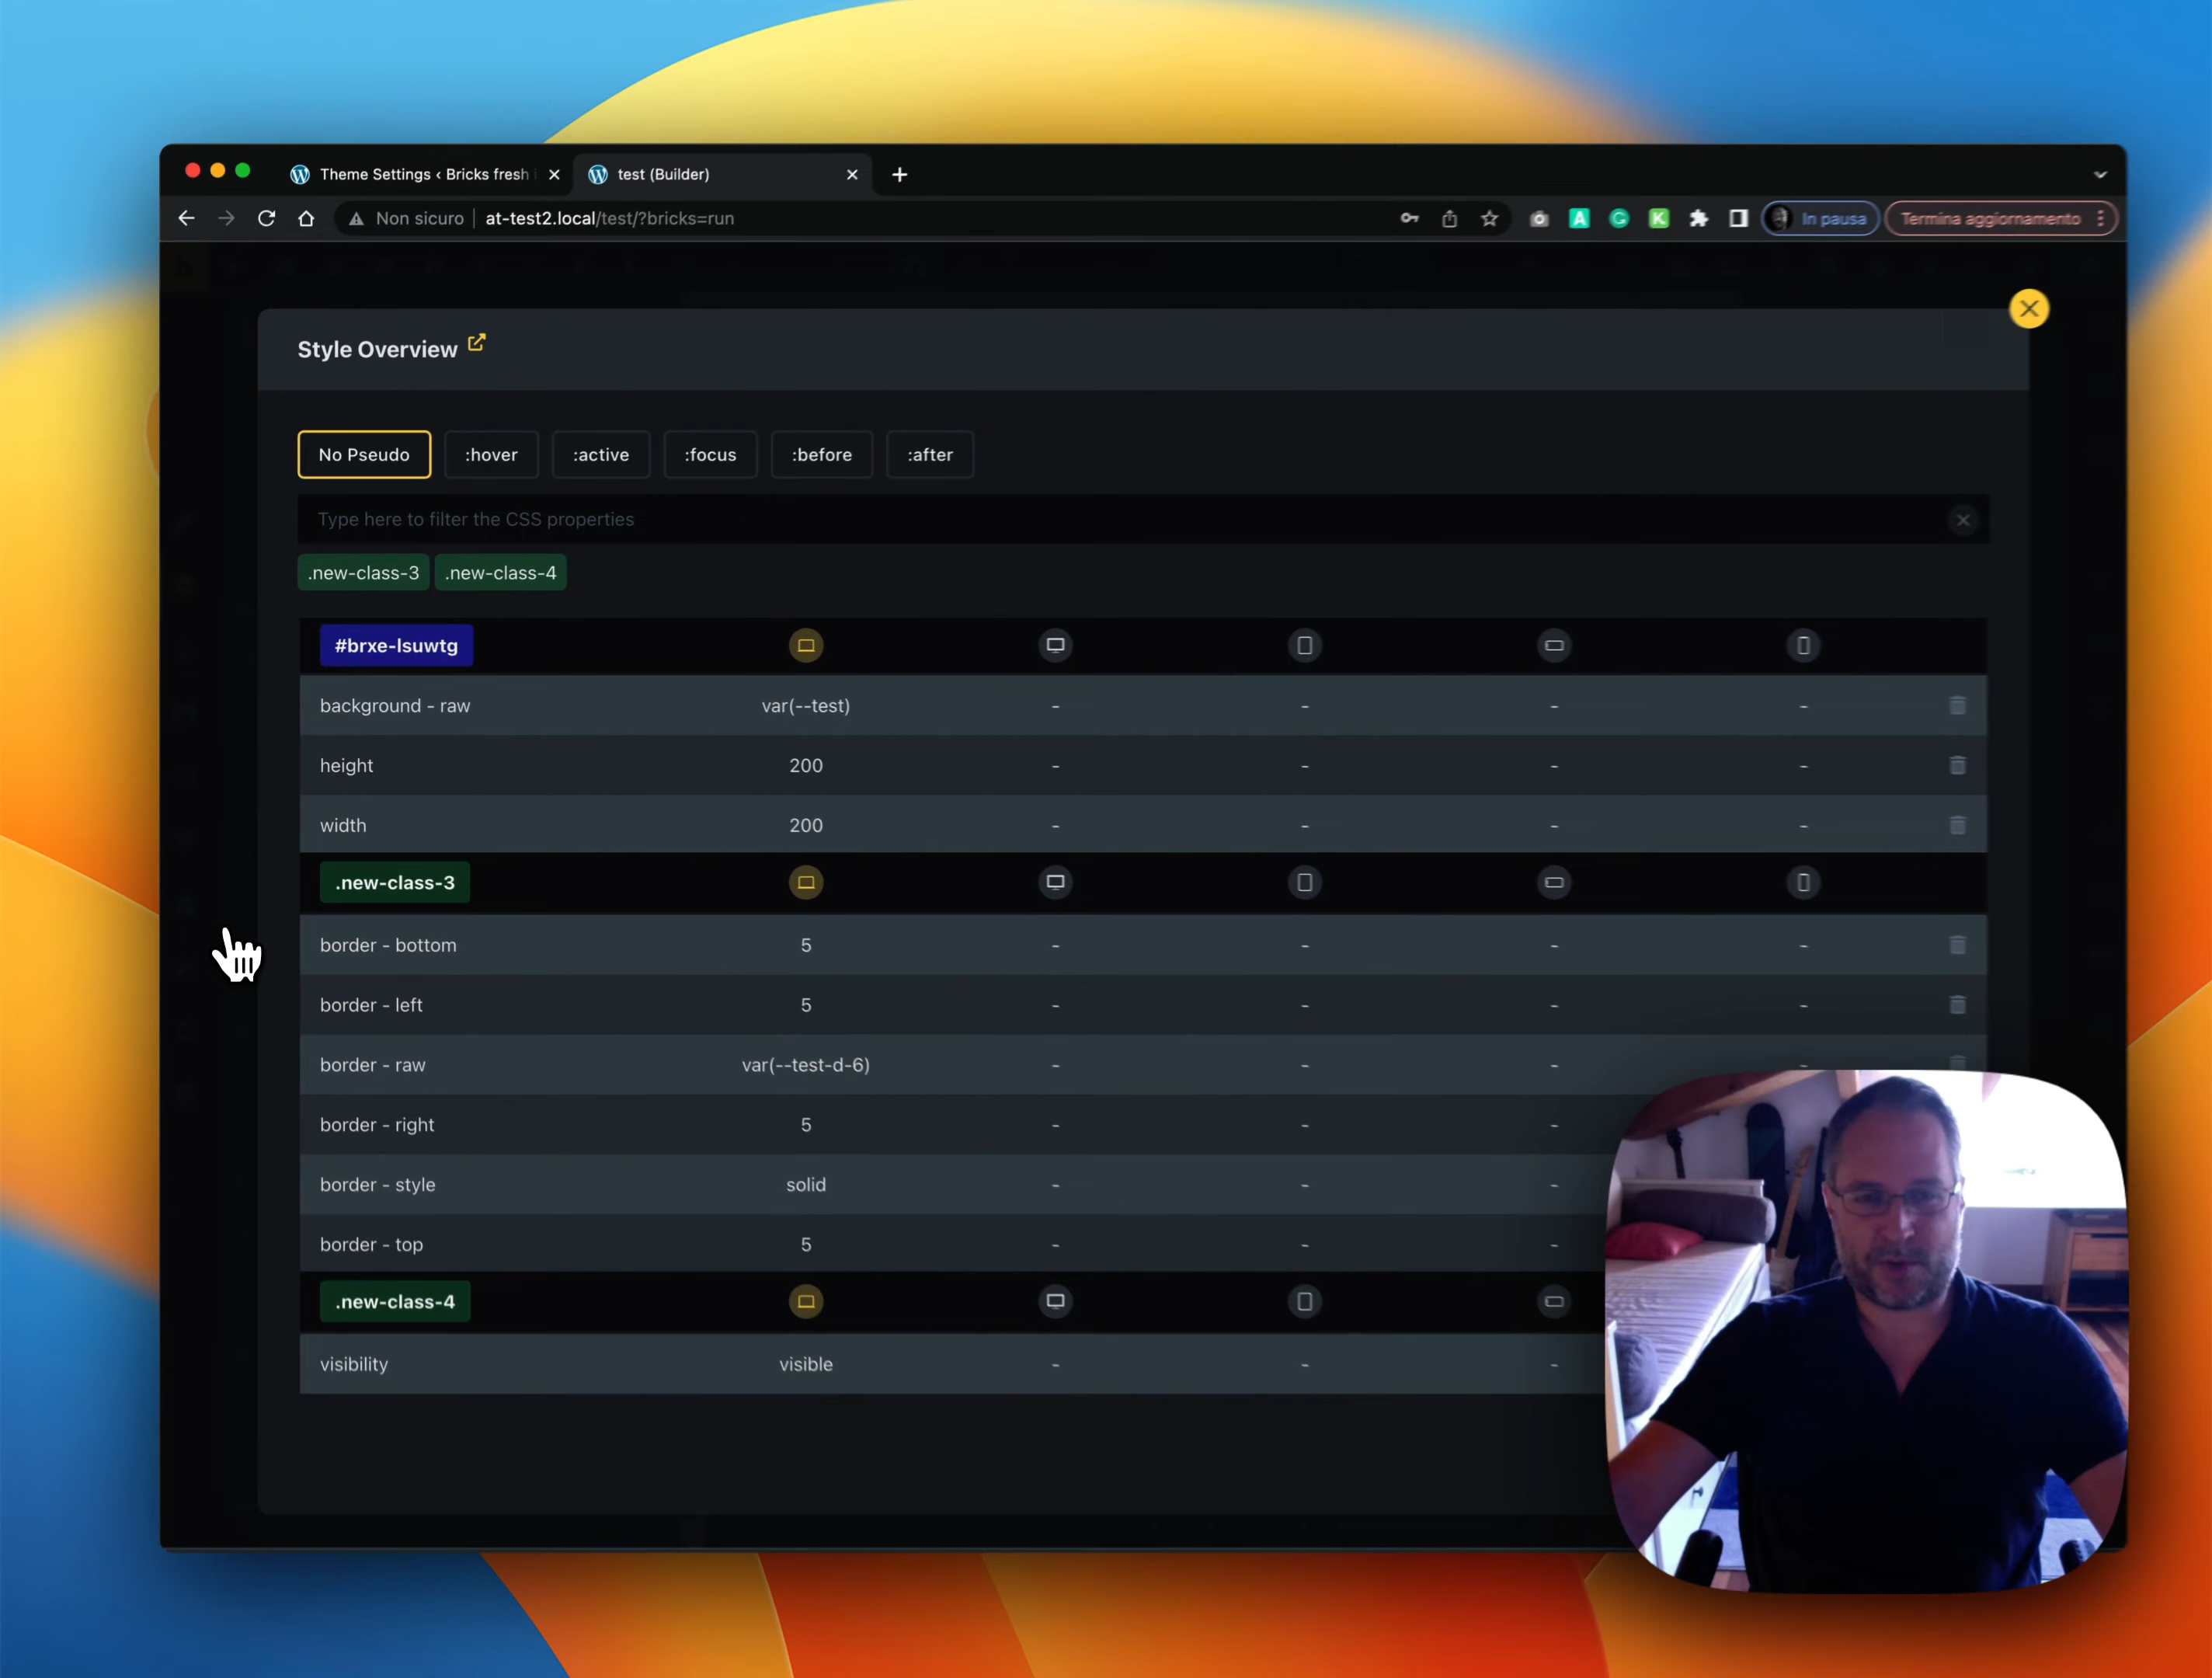 Theme Settings ‹ Bricks fresh
test (Builder)
Non sicuro
at-test2.local/test/?bricks=run
In pausa
Termina aggiornamento
Style Overview
No Pseudo
:hover
:active
:focus
:before
:after
Type here to filter the CSS properties
.new-class-3
.new-class-4
#brxe-lsuwtg
background - raw
var(--test)
-
-
-
-
height
200
-
-
-
-
width
200
-
-
-
-
.new-class-3
border - bottom
5
-
-
-
-
border - left
5
-
-
-
-
border - raw
var(--test-d-6)
-
-
-
-
border - right
5
-
-
-
border - style
solid
-
-
-
border - top
5
-
-
-
.new-class-4
visibility
visible
-
-
-